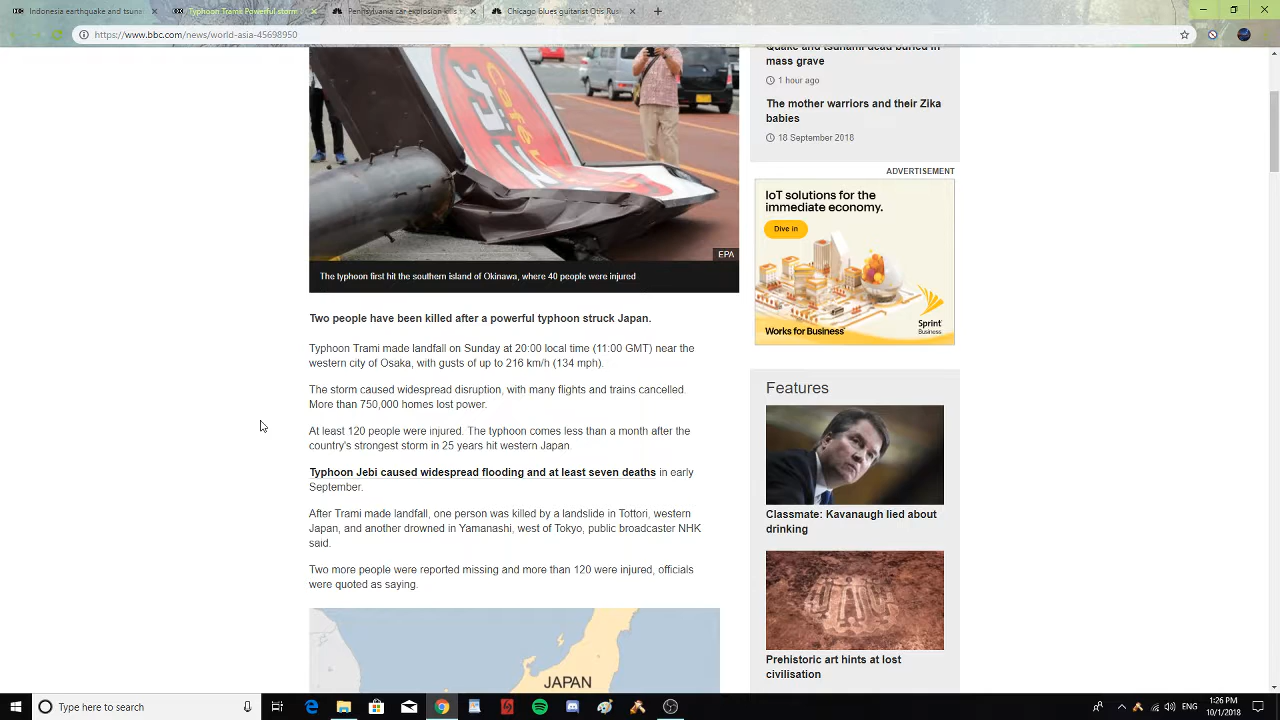 Indonesia earthquake and tsuna
Typhoon Trami: Powerful storm
Pennsylvania car explosion kills
Chicago blues guitarist Otis Rus
https://www.bbc.com/news/world-asia-45698950
Café
EPA
The typhoon first hit the southern island of Okinawa, where 40 people were injured
Two people have been killed after a powerful typhoon struck Japan.
Typhoon Trami made landfall on Sunday at 20:00 local time (11:00 GMT) near the
western city of Osaka, with gusts of up to 216 km/h (134 mph).
The storm caused widespread disruption, with many flights and trains cancelled.
More than 750,000 homes lost power.
At least 120 people were injured. The typhoon comes less than a month after the
country's strongest storm in 25 years hit western Japan.
Typhoon Jebi caused widespread flooding and at least seven deaths in early
September.
After Trami made landfall, one person was killed by a landslide in Tottori, western
Japan, and another drowned in Yamanashi, west of Tokyo, public broadcaster NHK
said.
Two more people were reported missing and more than 120 were injured, officials
were quoted as saying.
JAPAN
Quake and tsunami dead buried in
mass grave
1 hour ago
The mother warriors and their Zika
babies
18 September 2018
ADVERTISEMENT
IoT solutions for the
immediate economy.
Dive in
Works for Business
Sprint
Business
Features
Classmate: Kavanaugh lied about
drinking
Prehistoric art hints at lost
civilisation
Type here to search
ENG
1:26 PM
10/1/2018